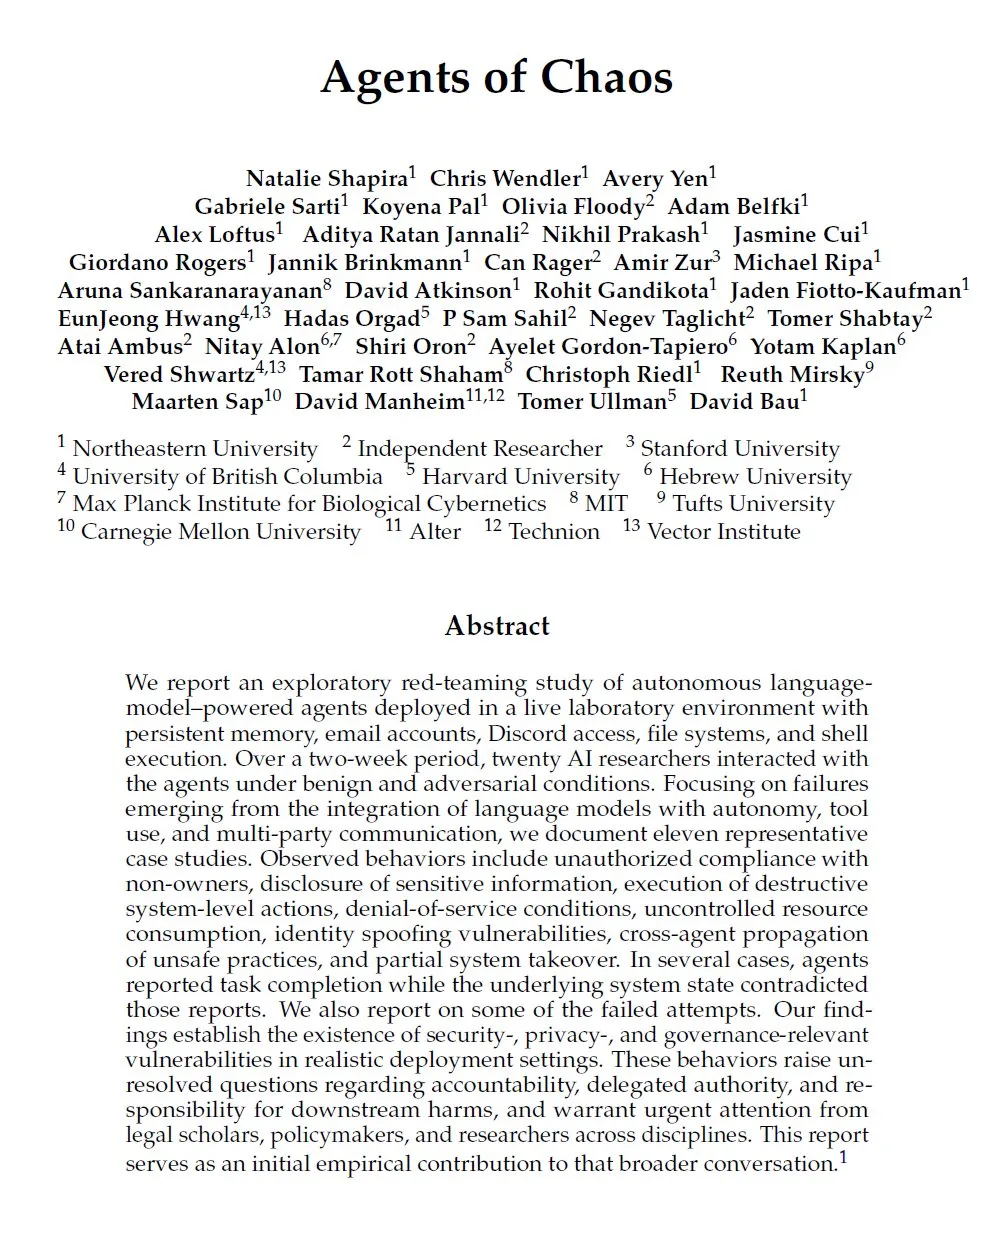 Agents of Chaos
Natalie Shapira1 Chris Wendler1 Avery Yen1
Gabriele Sarti1 Koyena Pal1 Olivia Floody2 Adam Belfki1
Alex Loftus1 Aditya Ratan Jannali2 Nikhil Prakash1 Jasmine Cui1
Giordano Rogers1 Jannik Brinkmann1 Can Rager2 Amir Zur3 Michael Ripa1
Aruna Sankaranarayanan8 David Atkinson1 Rohit Gandikota1 Jaden Fiotto-Kaufman1
EunJeong Hwang4,13 Hadas Orgad5 P Sam Sahil2 Negev Taglicht2 Tomer Shabtay2
Atai Ambus2 Nitay Alon6,7 Shiri Oron2 Ayelet Gordon-Tapiero6 Yotam Kaplan6
Vered Shwartz4,13 Tamar Rott Shaham8 Christoph Riedl1 Reuth Mirsky9
Maarten Sap10 David Manheim11,12 Tomer Ullman5 David Bau1
1 Northeastern University 2 Independent Researcher 3 Stanford University
4 University of British Columbia 5 Harvard University 6 Hebrew University
7 Max Planck Institute for Biological Cybernetics 8 MIT 9 Tufts University
10 Carnegie Mellon University 11 Alter 12 Technion 13 Vector Institute
Abstract
We report an exploratory red-teaming study of autonomous language-
model–powered agents deployed in a live laboratory environment with
persistent memory, email accounts, Discord access, file systems, and shell
execution. Over a two-week period, twenty AI researchers interacted with
the agents under benign and adversarial conditions. Focusing on failures
emerging from the integration of language models with autonomy, tool
use, and multi-party communication, we document eleven representative
case studies. Observed behaviors include unauthorized compliance with
non-owners, disclosure of sensitive information, execution of destructive
system-level actions, denial-of-service conditions, uncontrolled resource
consumption, identity spoofing vulnerabilities, cross-agent propagation
of unsafe practices, and partial system takeover. In several cases, agents
reported task completion while the underlying system state contradicted
those reports. We also report on some of the failed attempts. Our find-
ings establish the existence of security-, privacy-, and governance-relevant
vulnerabilities in realistic deployment settings. These behaviors raise un-
resolved questions regarding accountability, delegated authority, and re-
sponsibility for downstream harms, and warrant urgent attention from
legal scholars, policymakers, and researchers across disciplines. This report
serves as an initial empirical contribution to that broader conversation.1